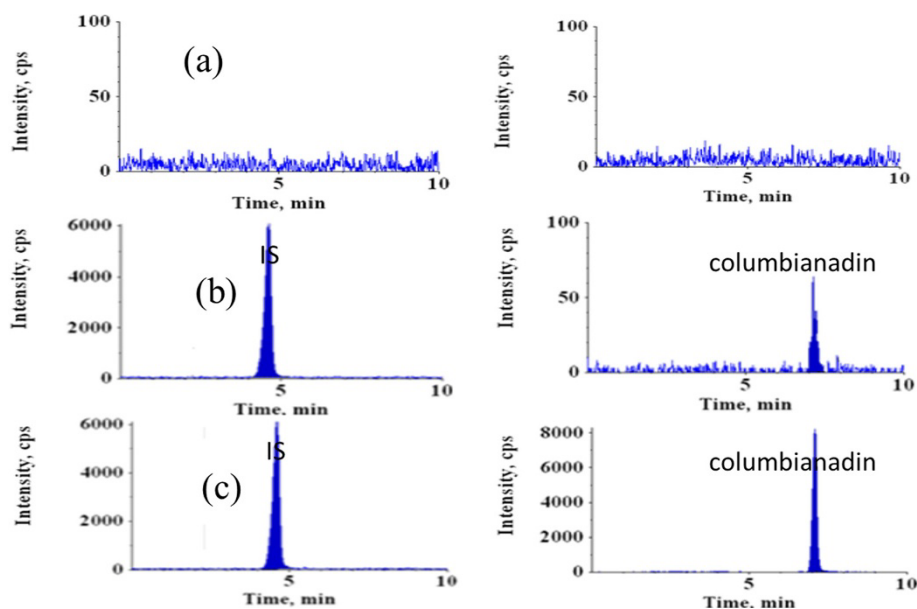 (a)
Intensity, cps
100
50
0
5
10
Time, min
Intensity, cps
100
50
0
5
10
Time, min
(b)
Intensity, cps
6000
4000
2000
0
IS
5
10
Time, min
Intensity, cps
100
50
0
columbianadin
5
10
Time, min
(c)
Intensity, cps
6000
4000
2000
0
IS
5
10
Time, min
Intensity, cps
8000
6000
4000
2000
0
columbianadin
5
10
Time, min